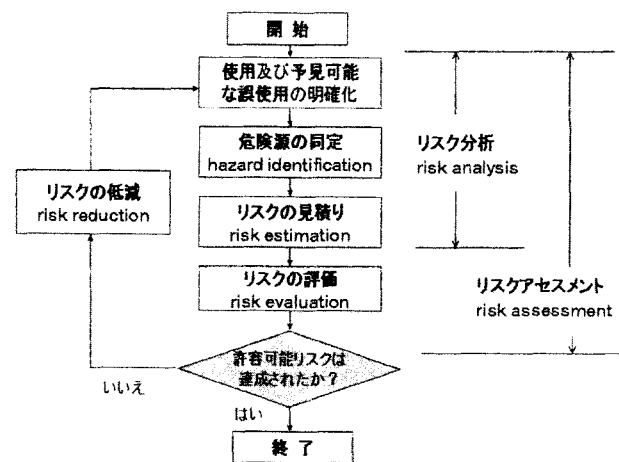 開 始
使用及び予見可能
な誤使用の明確化
危険源の同定
hazard identification
リスクの見積り
risk estimation
リスクの評価
risk evaluation
許容可能リスクは
達成されたか？
いいえ
はい
終 了
リスクの低減
risk reduction
リスク分析
risk analysis
リスクアセスメント
risk assessment